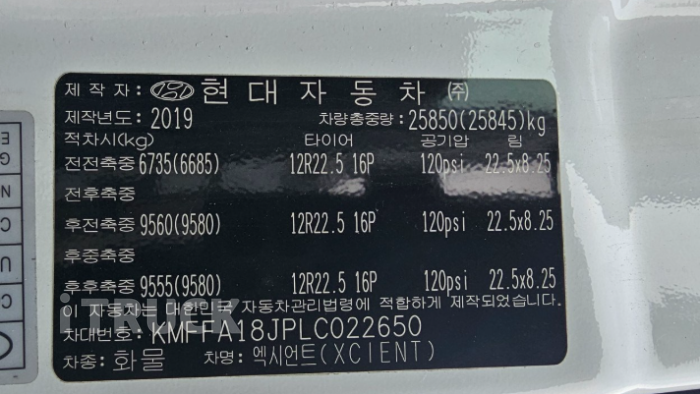 제작자: 현대자동차 ㈜
제작년도: 2019 차량총중량: 25850(25845)kg
적차시(kg) 타이어 공기압 림
전전축중 6735(6685) 12R22.5 16P 120psi 22.5x8.25
전후축중
후전축중 9560(9580) 12R22.5 16P 120psi 22.5x8.25
후중축중
후후축중 9555(9580) 12R22.5 16P 120psi 22.5x8.25
이 자동차는 대한민국 자동차관리법령에 적합하게 제작되었습니다.
차대번호: KMFFA18JPLC022650
차종: 화물 차명: 엑시언트(XCIENT)
iTRUCK
E
G
N
C
U
C